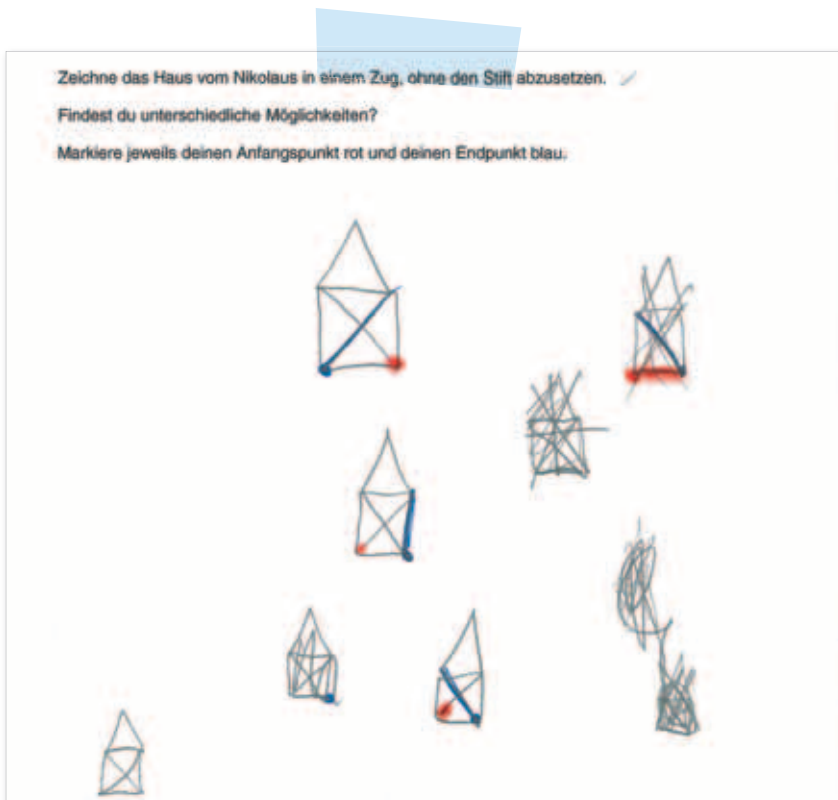 Zeichne das Haus vom Nikolaus in einem Zug, ohne den Stift abzusetzen.
Findest du unterschiedliche Möglichkeiten?
Markiere jeweils deinen Anfangspunkt rot und deinen Endpunkt blau.